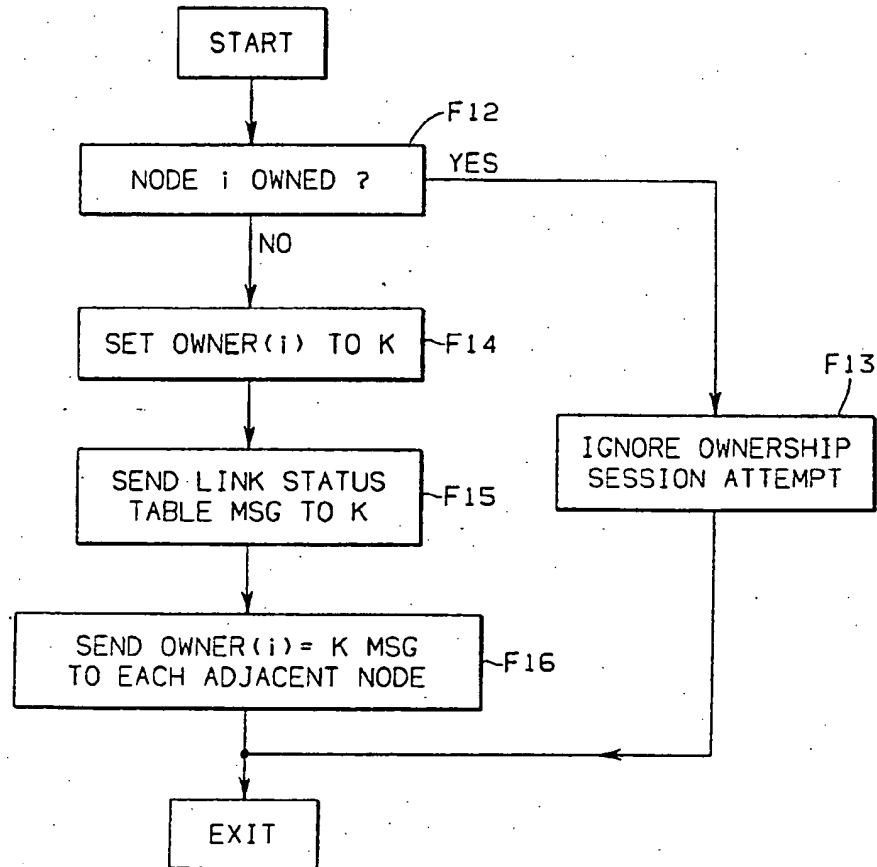 START
F12
NODE i OWNED ?
YES
NO
SET OWNER(i) TO K
F14
F13
IGNORE OWNERSHIP
SESSION ATTEMPT
SEND LINK STATUS
TABLE MSG TO K
F15
SEND OWNER(i)= K MSG
TO EACH ADJACENT NODE
F16
EXIT